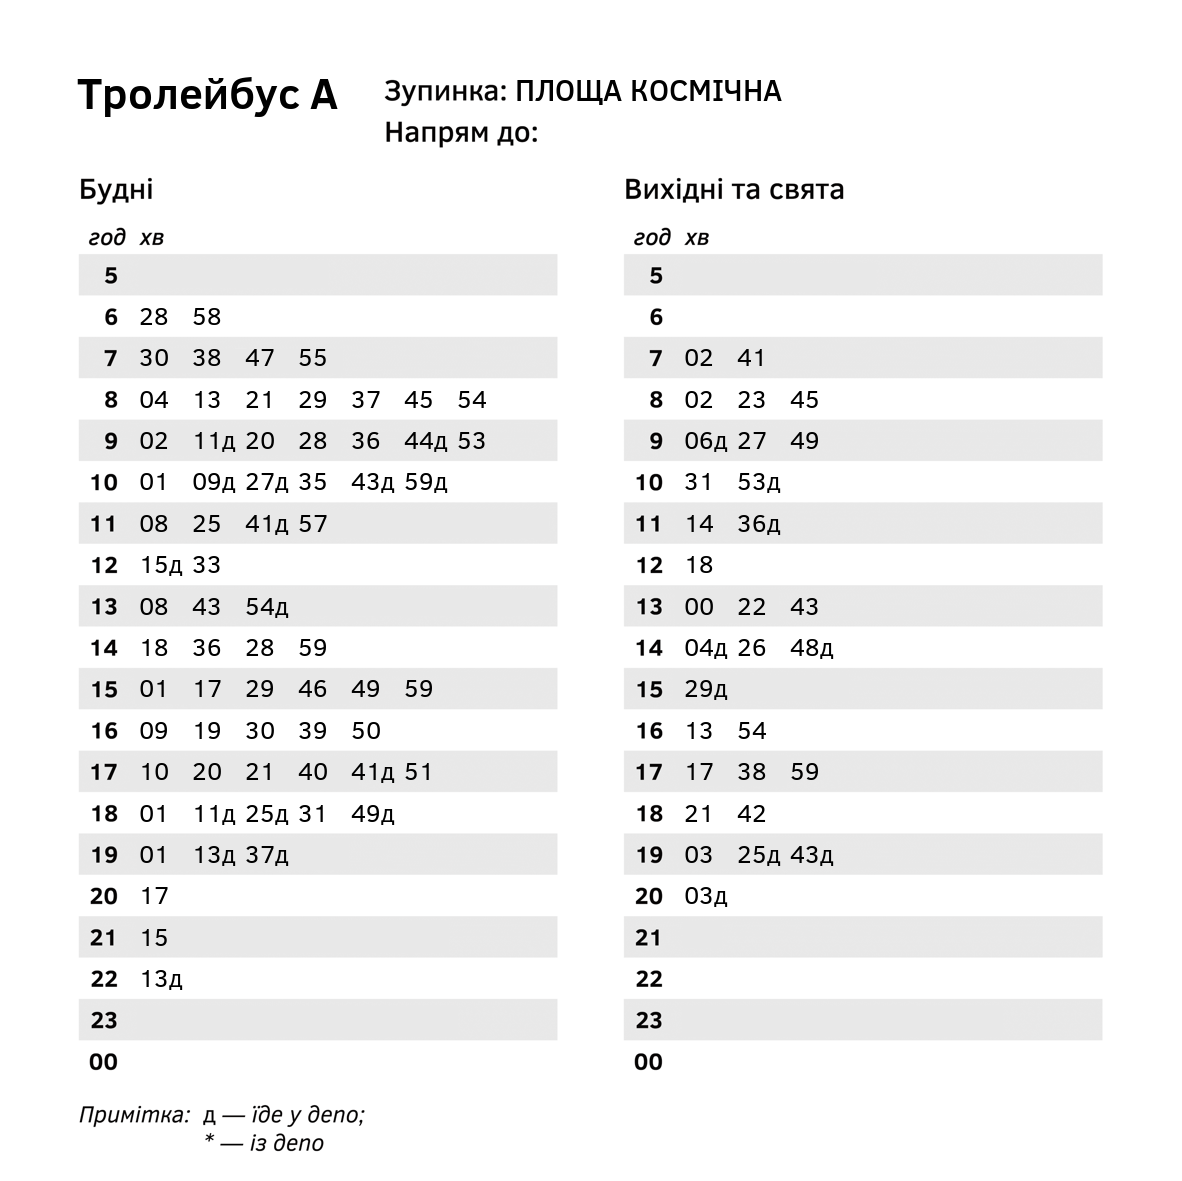 Тролейбус А
Зупинка: ПЛОЩА КОСМІЧНА
Напрям до:
Будні
год хв
5
6 28 58
7 30 38 47 55
8 04 13 21 29 37 45 54
9 02 11д 20 28 36 44д 53
10 01 09д 27д 35 43д 59д
11 08 25 41д 57
12 15д 33
13 08 43 54д
14 18 36 28 59
15 01 17 29 46 49 59
16 09 19 30 39 50
17 10 20 21 40 41д 51
18 01 11д 25д 31 49д
19 01 13д 37д
20 17
21 15
22 13д
23
00
Вихідні та свята
год хв
5
6
7 02 41
8 02 23 45
9 06д 27 49
10 31 53д
11 14 36д
12 18
13 00 22 43
14 04д 26 48д
15 29д
16 13 54
17 17 38 59
18 21 42
19 03 25д 43д
20 03д
21
22
23
00
Примітка: д — їде у депо;
* — із депо